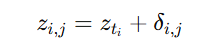 z_{i,j} = z_{t_i} + δ_{i,j}